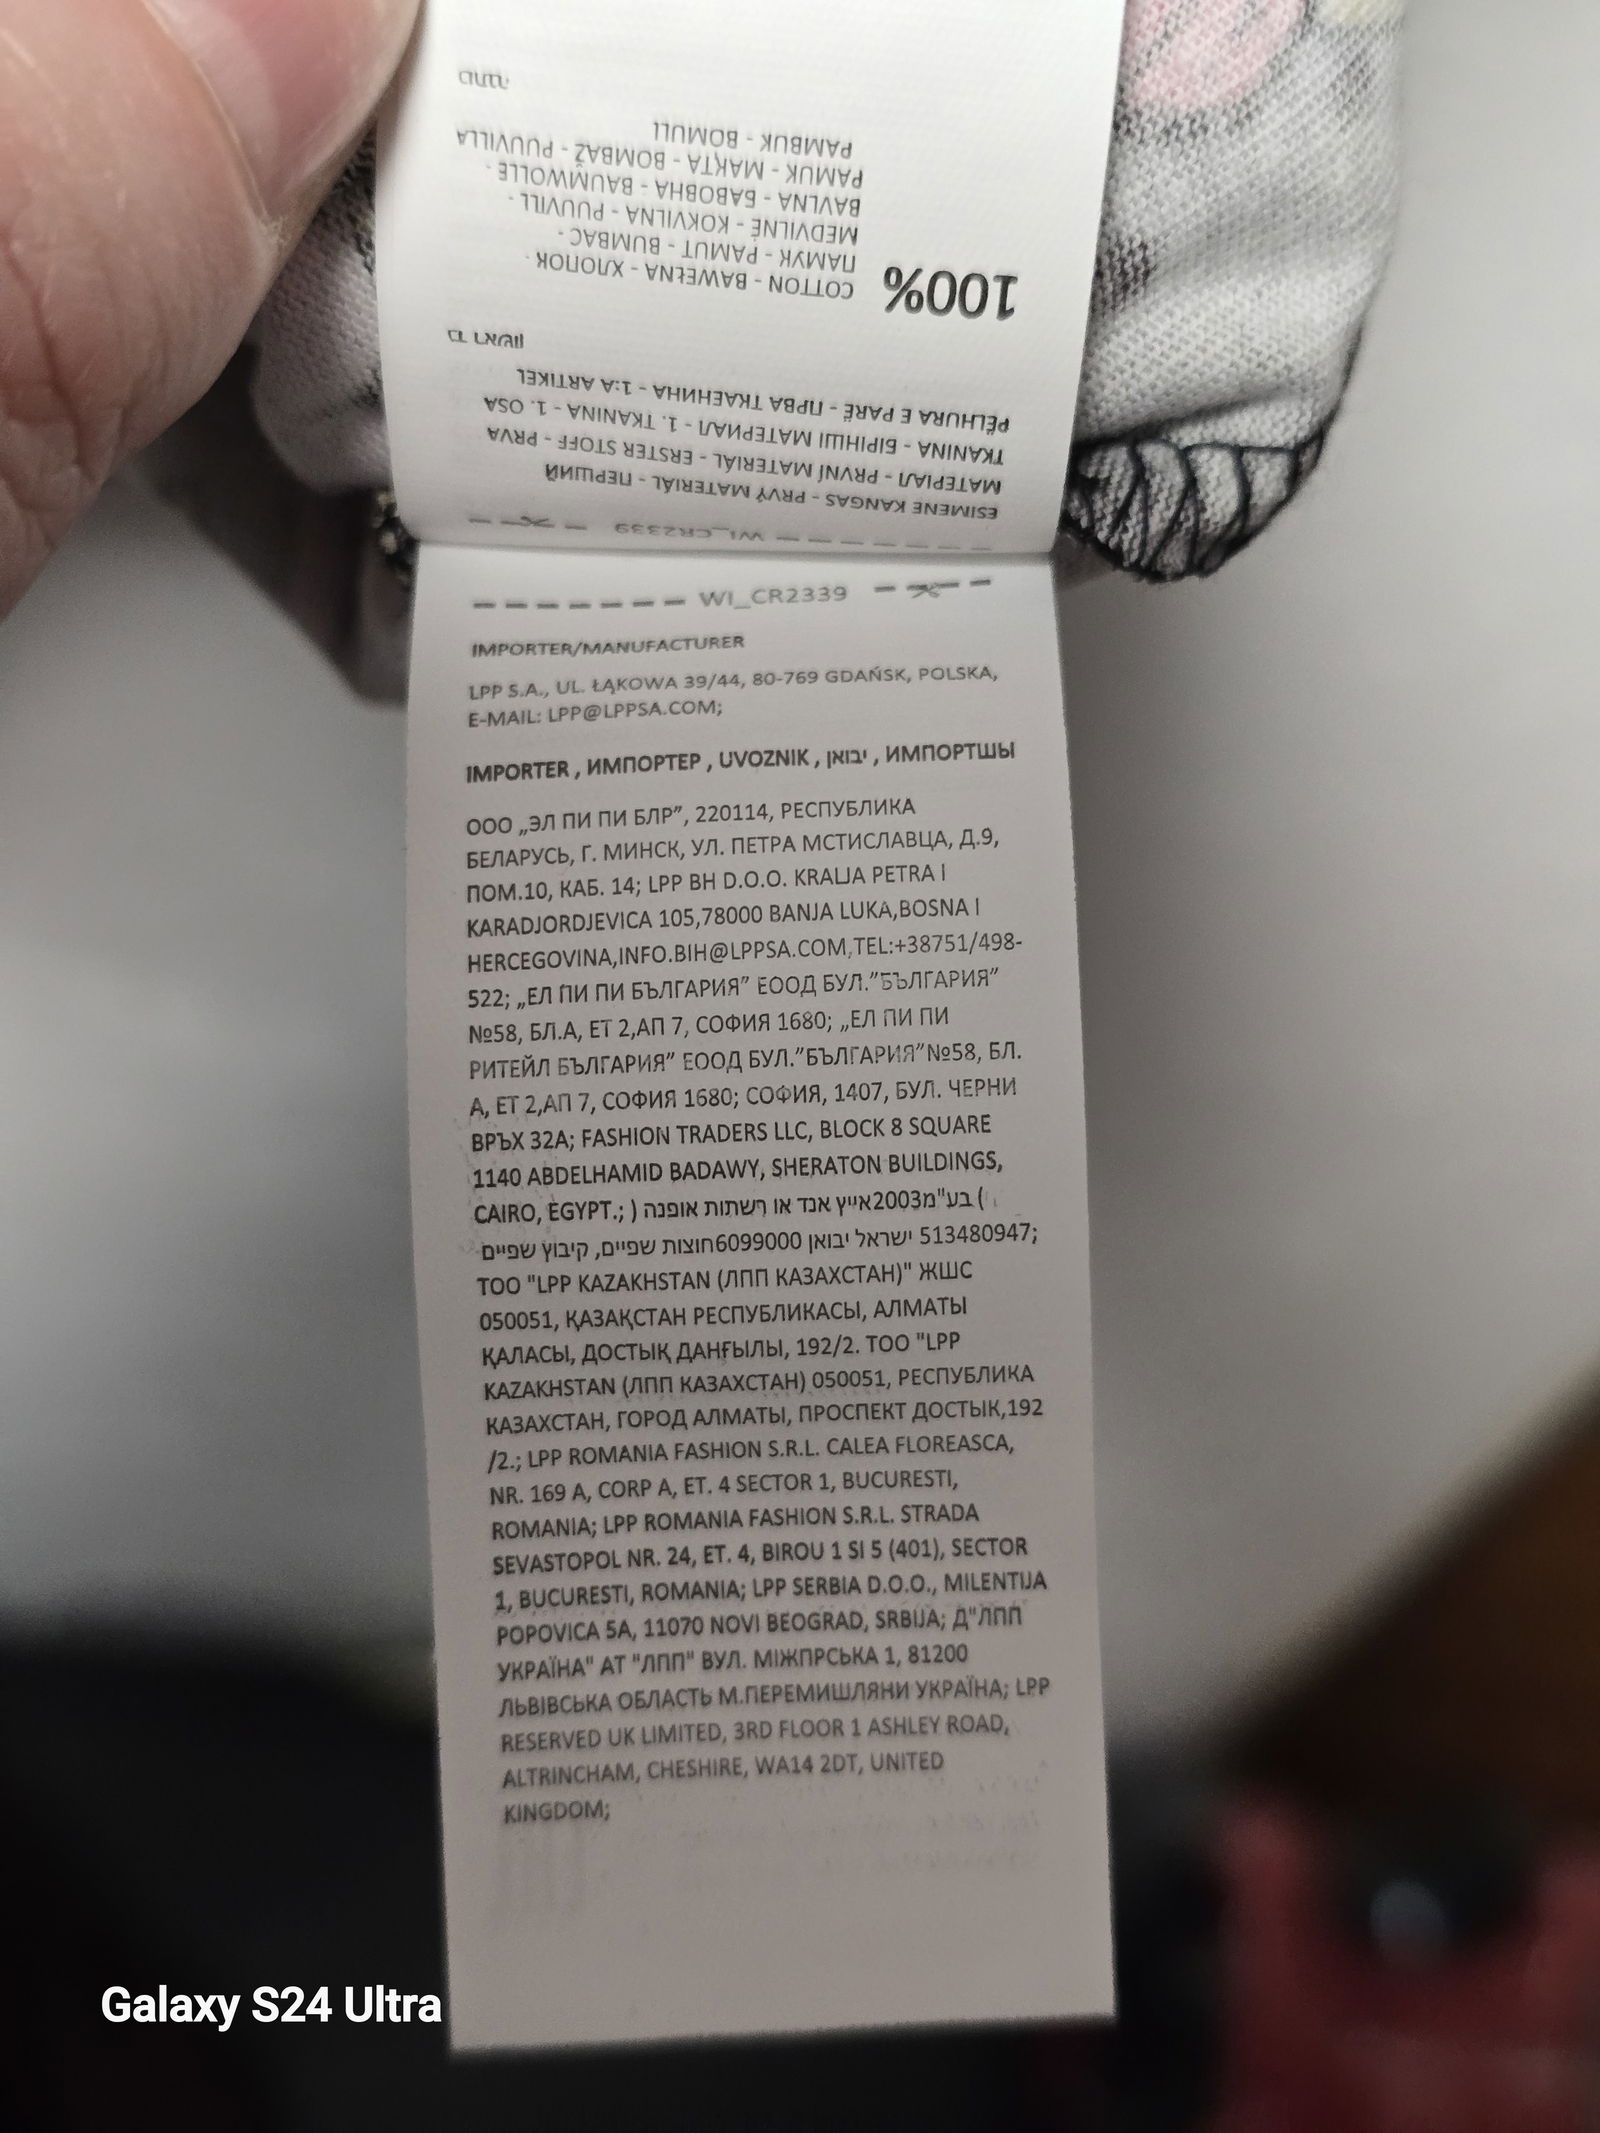 WI_CR2339
ESIMENE KANGAS - PRVÝ MATERIÁL - ПЕРШИЙ
МАТЕРІАЛ - PRVNÍ MATERIÁL - ERSTER STOFF - PRVA
TKANINA - БІРІНШІ МАТЕРИАЛ - 1. TKANINA - 1. OSA
PËLHURA E PARË - ПРВА ТКАЕНИНА - 1:A ARTIKEL
בד ראשון
100%
COTTON - BAWEŁNA - ХЛОПОК -
ПАМУК - PAMUT - BUMBAC -
MEDVILNĖ - KOKVILNA - PUUVILL -
BAVLNA - БАВОВНА - BAUMWOLLE -
PAMUK - МАҚТА - BOMBAŽ - PUUVILLA
PAMBUK - BOMULL
כותנה
WI_CR2339
IMPORTER/MANUFACTURER
LPP S.A., UL. ŁĄKOWA 39/44, 80-769 GDAŃSK, POLSKA,
E-MAIL: LPP@LPPSA.COM;
IMPORTER , ИМПОРТЕР , UVOZNIK , יבואן , ИМПОРТШЫ
ООО „ЭЛ ПИ ПИ БЛР”, 220114, РЕСПУБЛИКА
БЕЛАРУСЬ, Г. МИНСК, УЛ. ПЕТРА МСТИСЛАВЦА, Д.9,
ПОМ.10, КАБ. 14; LPP BH D.O.O. KRALJA PETRA I
KARADJORDJEVICA 105,78000 BANJA LUKA,BOSNA I
HERCEGOVINA,INFO.BIH@LPPSA.COM,TEL:+38751/498-
522; „ЕЛ ПИ ПИ БЪЛГАРИЯ” ЕООД БУЛ.”БЪЛГАРИЯ”
№58, БЛ.А, ЕТ 2,АП 7, СОФИЯ 1680; „ЕЛ ПИ ПИ
РИТЕЙЛ БЪЛГАРИЯ” ЕООД БУЛ.”БЪЛГАРИЯ”№58, БЛ.
А, ЕТ 2,АП 7, СОФИЯ 1680; СОФИЯ, 1407, БУЛ. ЧЕРНИ
ВРЪХ 32А; FASHION TRADERS LLC, BLOCK 8 SQUARE
1140 ABDELHAMID BADAWY, SHERATON BUILDINGS,
CAIRO, EGYPT.; ) אייץ אנד או רשתות אופנה2003בע"מ (
513480947 ישראל יבואן 6099000חוצות שפיים, קיבוץ שפיים;
ТОО "LPP KAZAKHSTAN (ЛПП КАЗАХСТАН)" ЖШС
050051, ҚАЗАҚСТАН РЕСПУБЛИКАСЫ, АЛМАТЫ
ҚАЛАСЫ, ДОСТЫҚ ДАНҒЫЛЫ, 192/2. ТОО "LPP
KAZAKHSTAN (ЛПП КАЗАХСТАН) 050051, РЕСПУБЛИКА
КАЗАХСТАН, ГОРОД АЛМАТЫ, ПРОСПЕКТ ДОСТЫК,192
/2.; LPP ROMANIA FASHION S.R.L. CALEA FLOREASCA,
NR. 169 A, CORP A, ET. 4 SECTOR 1, BUCURESTI,
ROMANIA; LPP ROMANIA FASHION S.R.L. STRADA
SEVASTOPOL NR. 24, ET. 4, BIROU 1 SI 5 (401), SECTOR
1, BUCURESTI, ROMANIA; LPP SERBIA D.O.O., MILENTIJA
POPOVICA 5A, 11070 NOVI BEOGRAD, SRBIJA; Д"ЛПП
УКРАЇНА" АТ "ЛПП" ВУЛ. МІЖПРСЬКА 1, 81200
ЛЬВІВСЬКА ОБЛАСТЬ М.ПЕРЕМИШЛЯНИ УКРАЇНА; LPP
RESERVED UK LIMITED, 3RD FLOOR 1 ASHLEY ROAD,
ALTRINCHAM, CHESHIRE, WA14 2DT, UNITED
KINGDOM;
Galaxy S24 Ultra